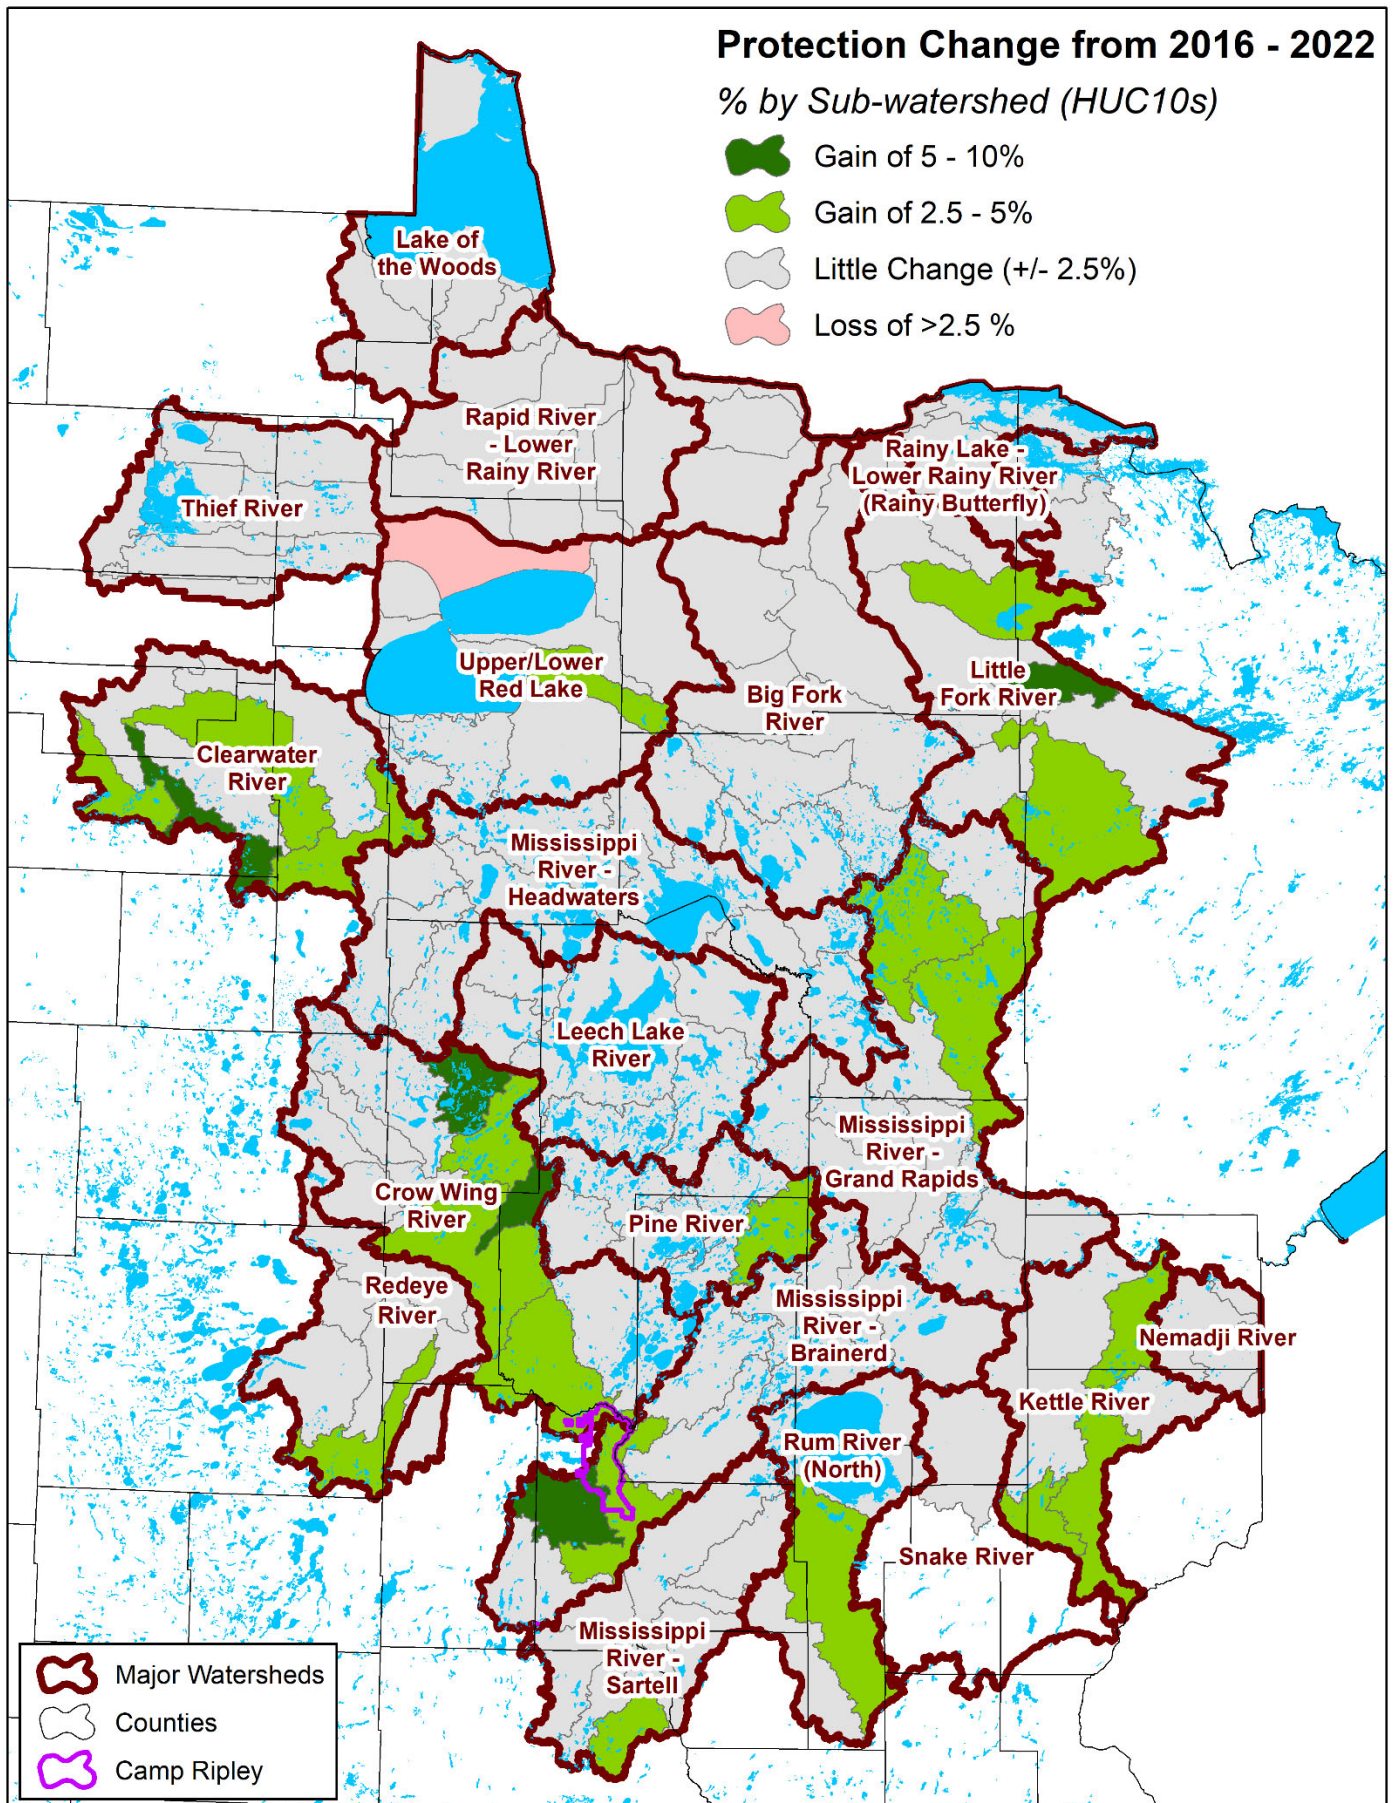 Protection Change from 2016 - 2022
% by Sub-watershed (HUC10s)
Gain of 5 - 10%
Gain of 2.5 - 5%
Little Change (+/- 2.5%)
Loss of >2.5 %
Lake of
the Woods
Rapid River
- Lower
Rainy River
Rainy Lake -
Lower Rainy River
(Rainy Butterfly)
Thief River
Upper/Lower
Red Lake
Big Fork
River
Little
Fork River
Clearwater
River
Mississippi
River -
Headwaters
Leech Lake
River
Mississippi
River -
Grand Rapids
Crow Wing
River
Pine River
Redeye
River
Mississippi
River -
Brainerd
Nemadji River
Kettle River
Rum River
(North)
Snake River
Mississippi
River -
Sartell
Major Watersheds
Counties
Camp Ripley